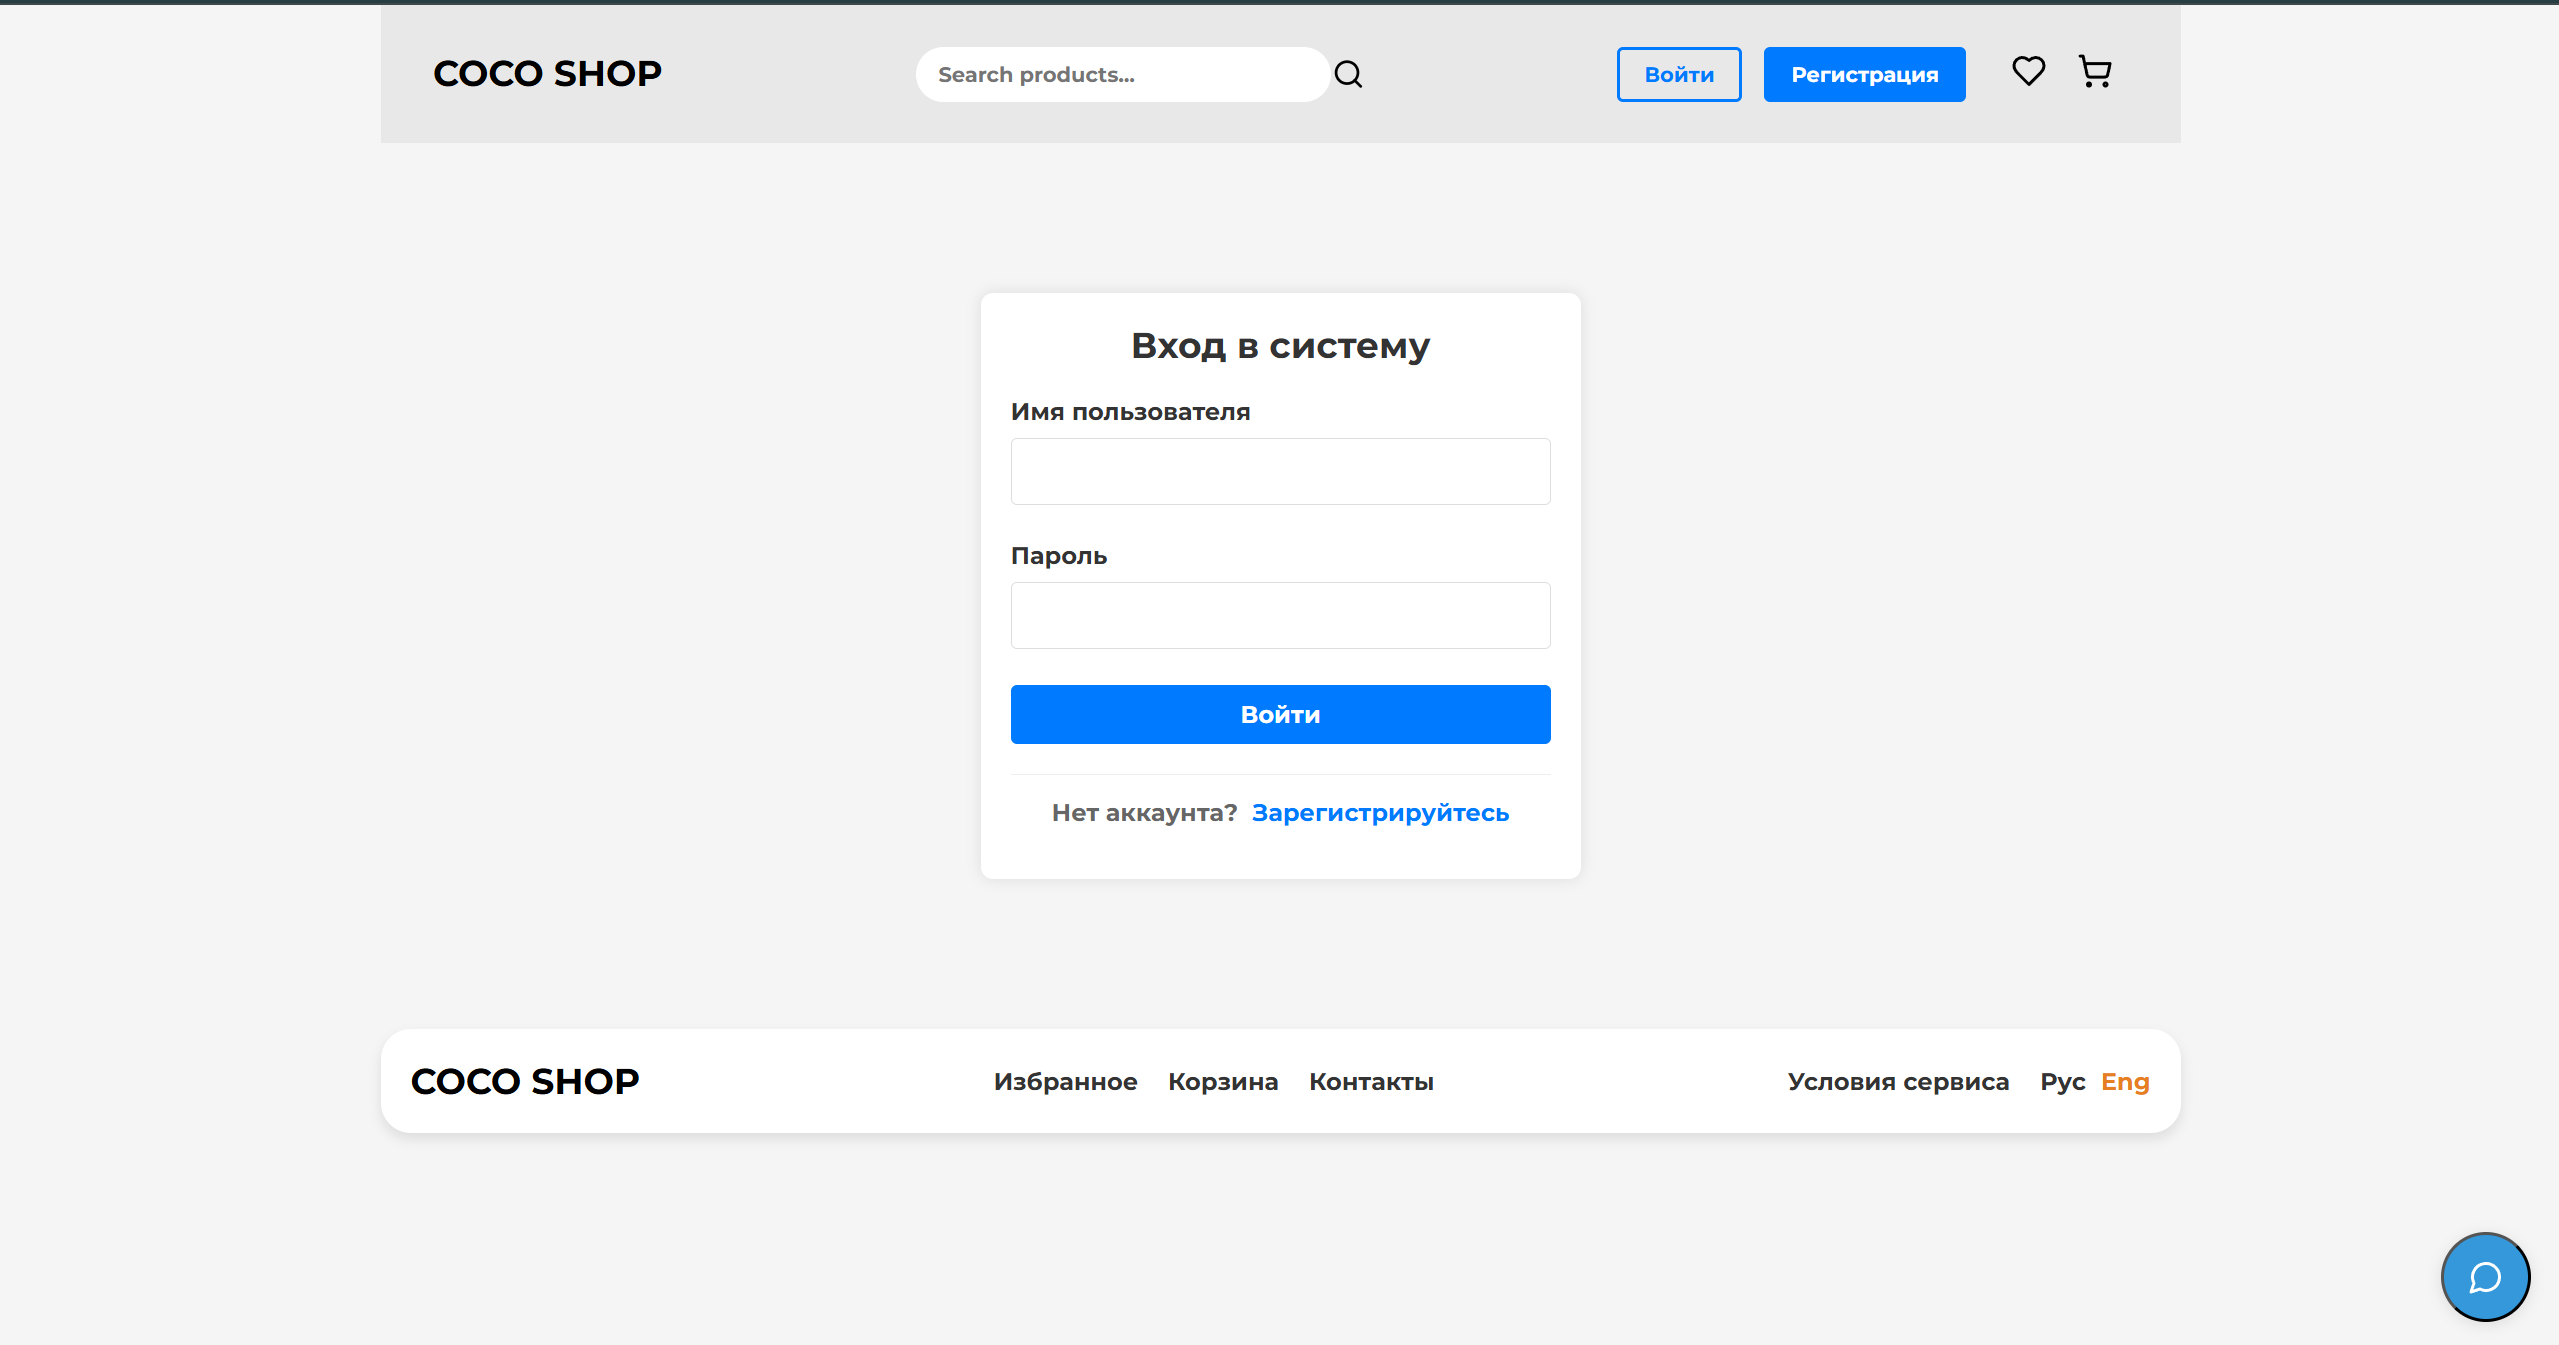 COCO SHOP
Search products...
Войти
Регистрация
Вход в систему
Имя пользователя
Пароль
Войти
Нет аккаунта? Зарегистрируйтесь
COCO SHOP
Избранное
Корзина
Контакты
Условия сервиса
Рус
Eng